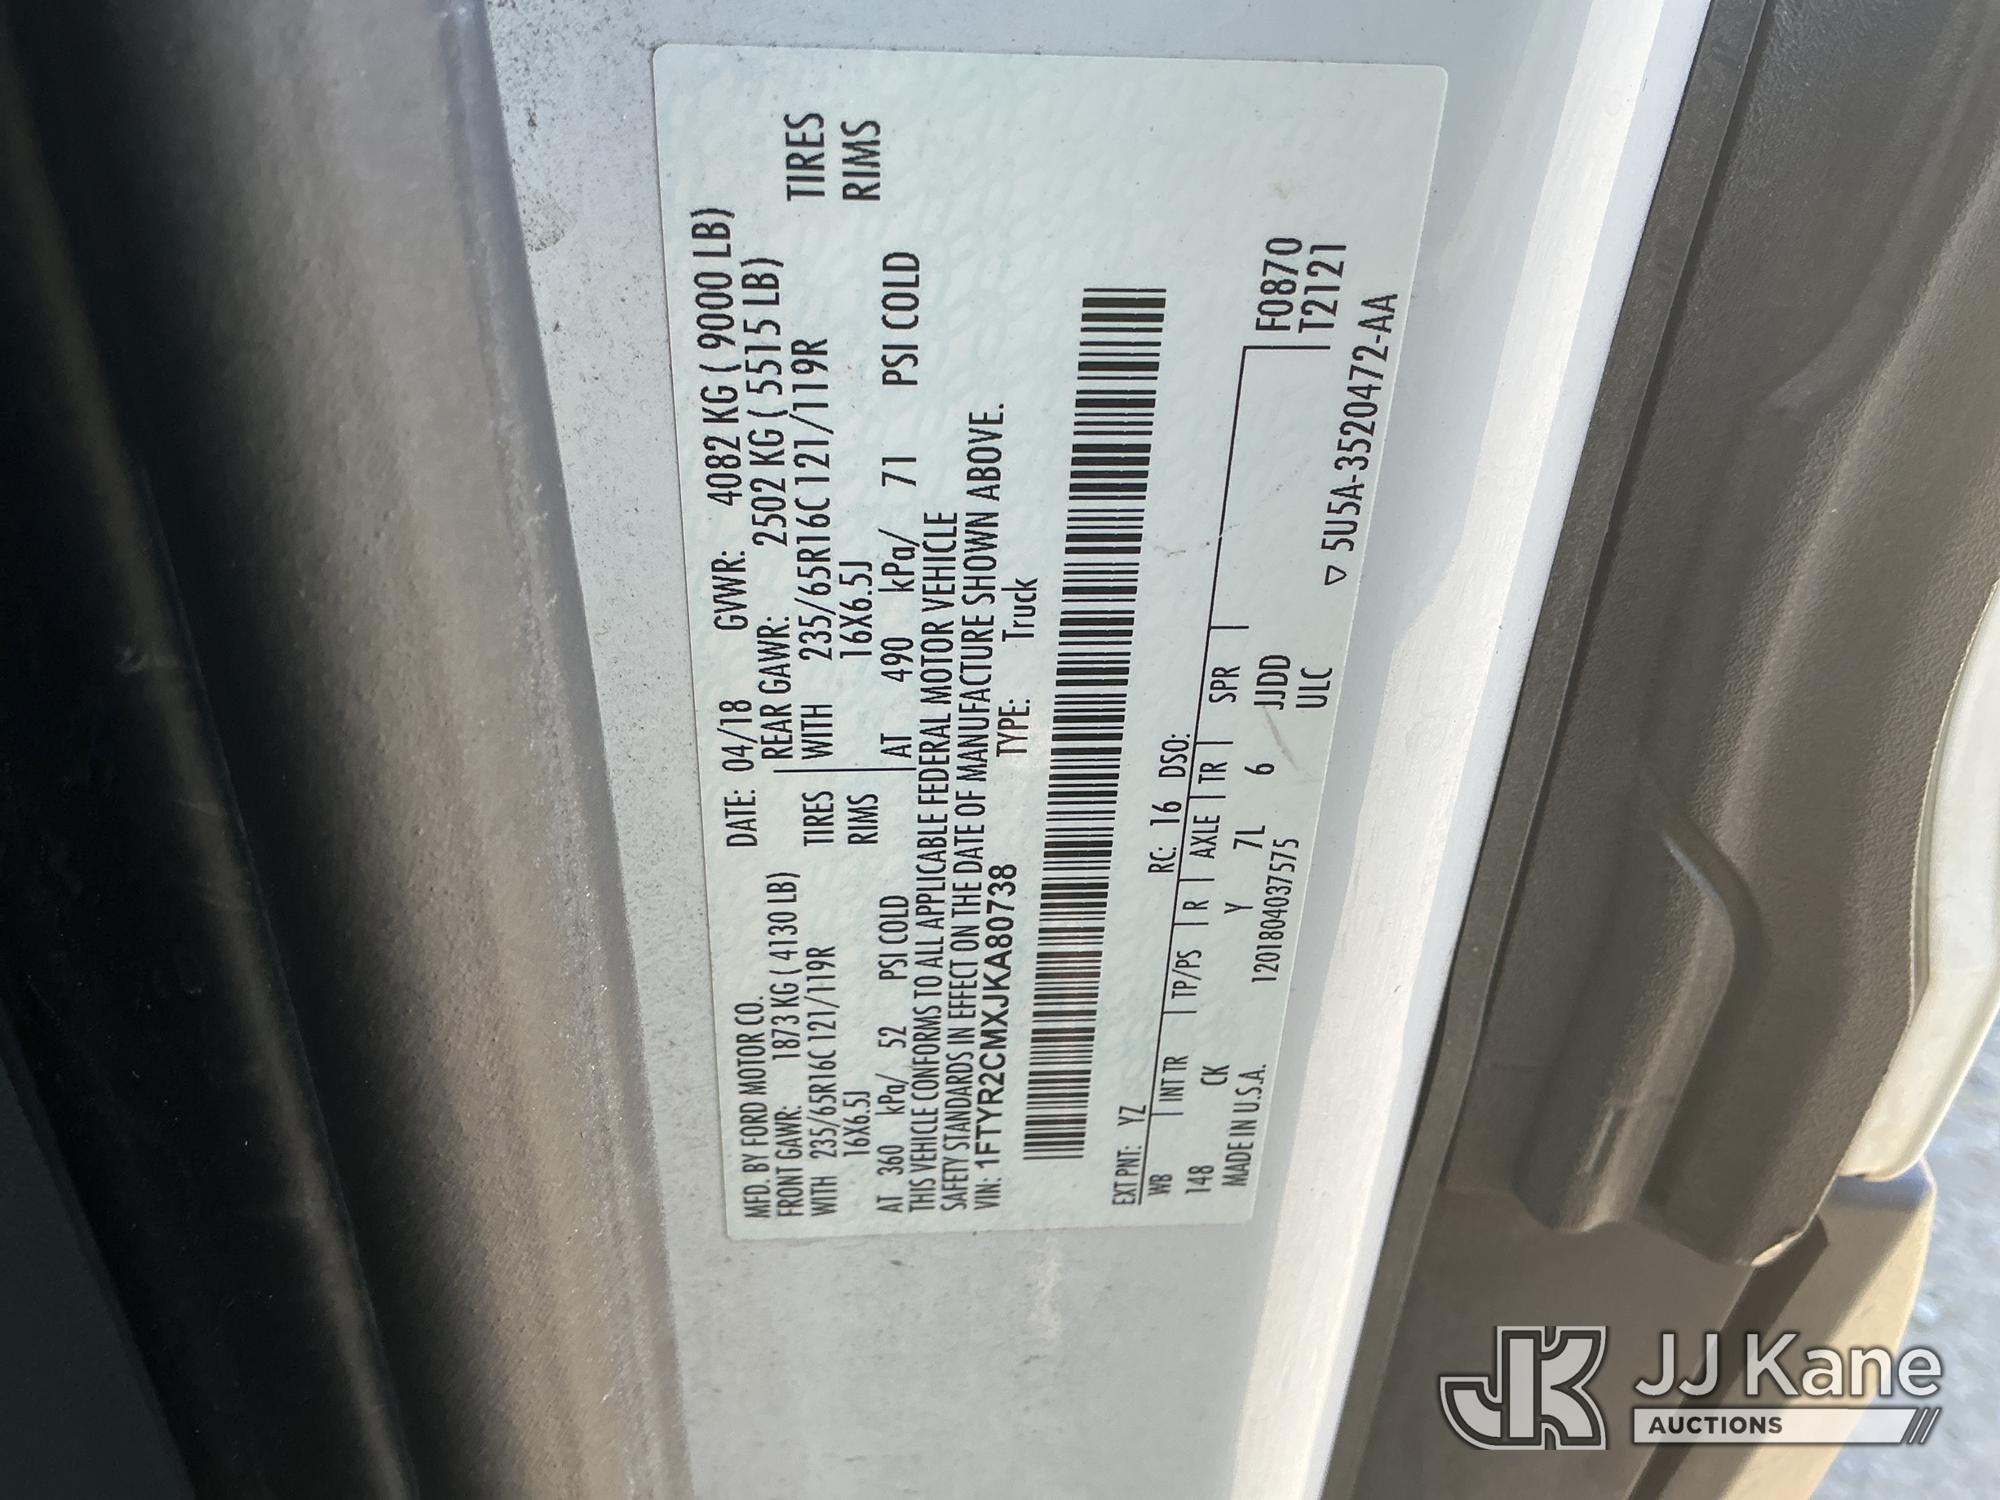 MFD. BY FORD MOTOR CO.
DATE: 04/18 GVWR: 4082 KG ( 9000 LB)
FRONT GAWR: 1873 KG ( 4130 LB) REAR GAWR: 2502 KG ( 5515 LB)
WITH 235/65R16C 121/119R TIRES WITH 235/65R16C 121/119R TIRES
16X6.5J RIMS 16X6.5J RIMS
AT 360 kPa/ 52 PSI COLD AT 490 kPa/ 71 PSI COLD
THIS VEHICLE CONFORMS TO ALL APPLICABLE FEDERAL MOTOR VEHICLE
SAFETY STANDARDS IN EFFECT ON THE DATE OF MANUFACTURE SHOWN ABOVE.
VIN: 1FTYR2CMXJKA80738 TYPE: Truck
EXT PNT: YZ RC: 16 DSO:
WB INT TR TP/PS R AXLE TR SPR
148 CK Y 7L 6 JJDD F0870
MADE IN U.S.A. 120180403757​5 ULC T2121
▽ 5U5A-3520472-AA
JJ Kane
AUCTIONS